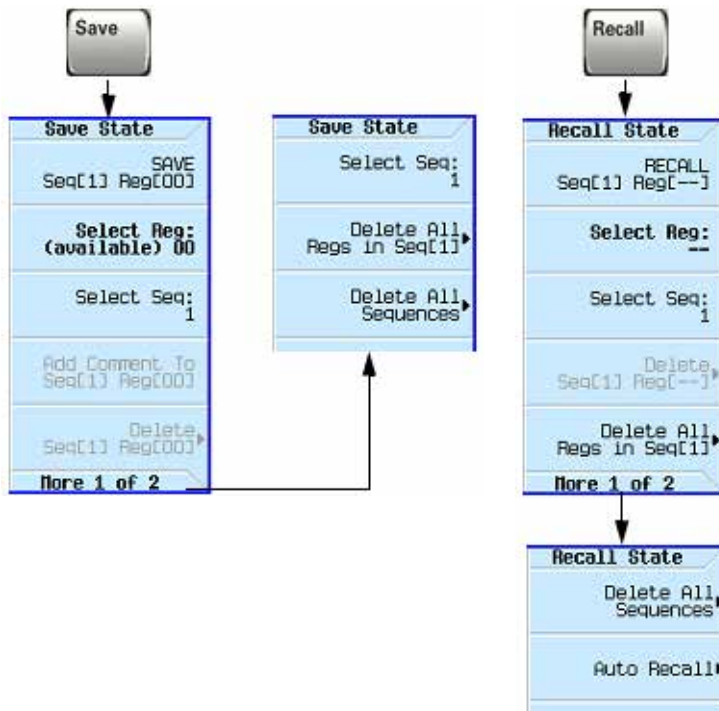 Save
Save State
SAVE
Seq[1] Reg[00]
Select Reg:
(available) 00
Select Seq:
1
Add Comment To
Seq[1] Reg[00]
Delete
Seq[1] Reg[00]
More 1 of 2
Save State
Select Seq:
1
Delete All
Regs in Seq[1]
Delete All
Sequences
Recall
Recall State
RECALL
Seq[1] Reg[--]
Select Reg:
--
Select Seq:
1
Delete
Seq[1] Reg[--]
Delete All
Regs in Seq[1]
More 1 of 2
Recall State
Delete All
Sequences
Auto Recall